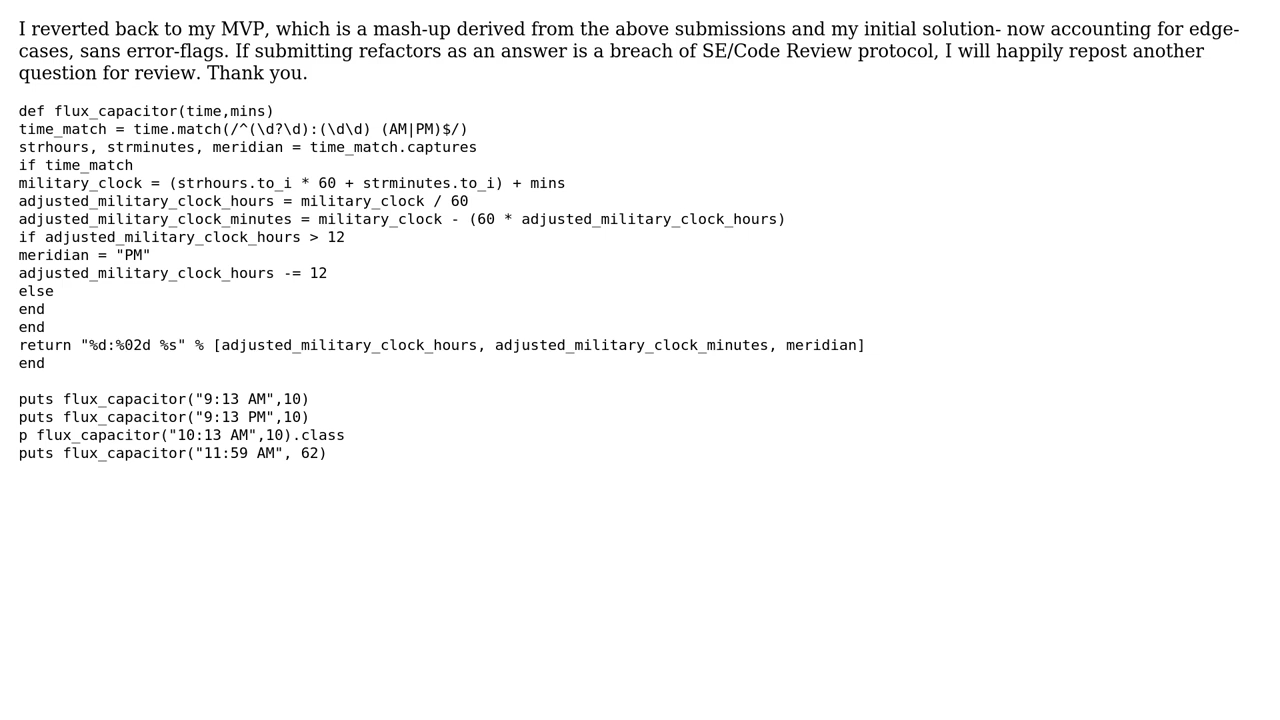 I reverted back to my MVP, which is a mash-up derived from the above submissions and my initial solution- now accounting for edge-
cases, sans error-flags. If submitting refactors as an answer is a breach of SE/Code Review protocol, I will happily repost another
question for review. Thank you.
def flux_capacitor(time,mins)
time_match = time.match(/^(\d?\d):(\d\d) (AM|PM)$/)
strhours, strminutes, meridian = time_match.captures
if time_match
military_clock = (strhours.to_i * 60 + strminutes.to_i) + mins
adjusted_military_clock_hours = military_clock / 60
adjusted_military_clock_minutes = military_clock - (60 * adjusted_military_clock_hours)
if adjusted_military_clock_hours > 12
meridian = "PM"
adjusted_military_clock_hours -= 12
else
end
end
return "%d:%02d %s" % [adjusted_military_clock_hours, adjusted_military_clock_minutes, meridian]
end
puts flux_capacitor("9:13 AM",10)
puts flux_capacitor("9:13 PM",10)
p flux_capacitor("10:13 AM",10).class
puts flux_capacitor("11:59 AM", 62)